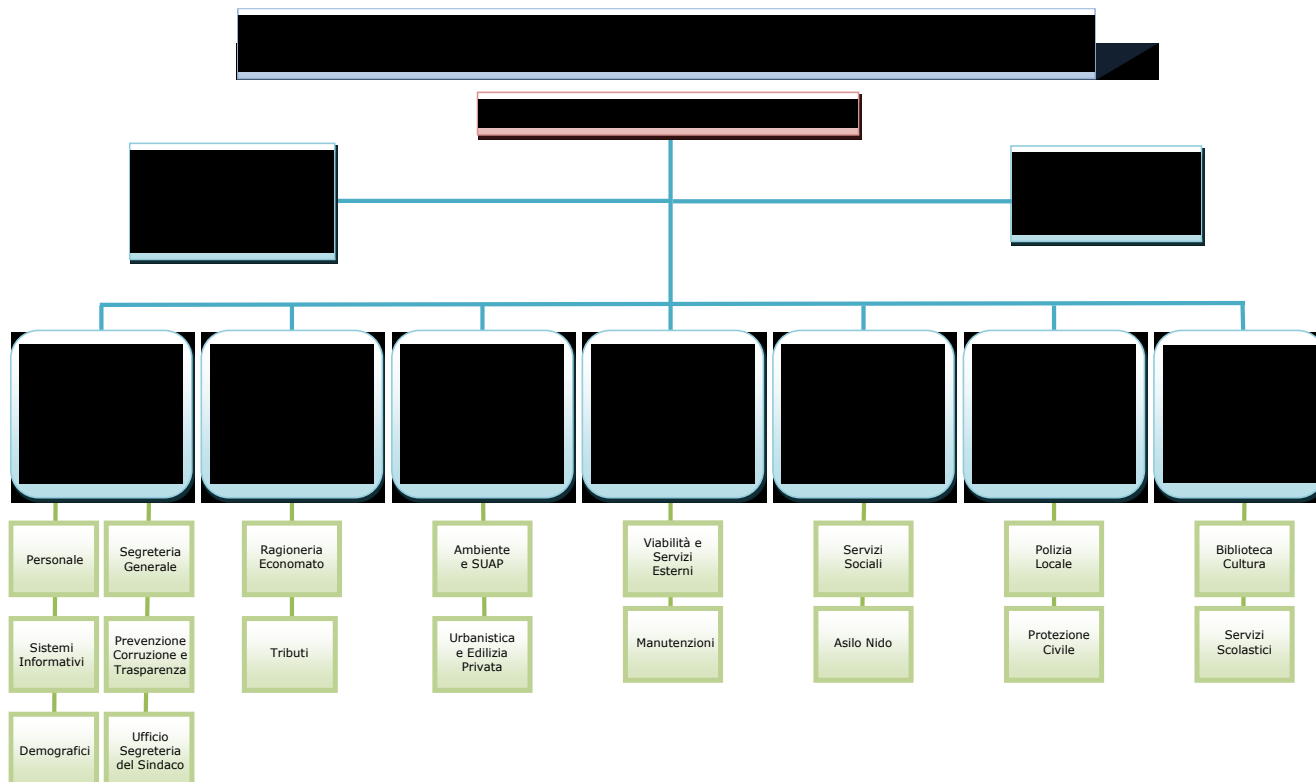 Personale
Segreteria
Generale
Ragioneria
Economato
Ambiente
e SUAP
Viabilità e
Servizi
Esterni
Servizi
Sociali
Polizia
Locale
Biblioteca
Cultura
Sistemi
Informativi
Prevenzione
Corruzione e
Trasparenza
Tributi
Urbanistica
e Edilizia
Privata
Manutenzioni
Asilo Nido
Protezione
Civile
Servizi
Scolastici
Demografici
Ufficio
Segreteria
del Sindaco